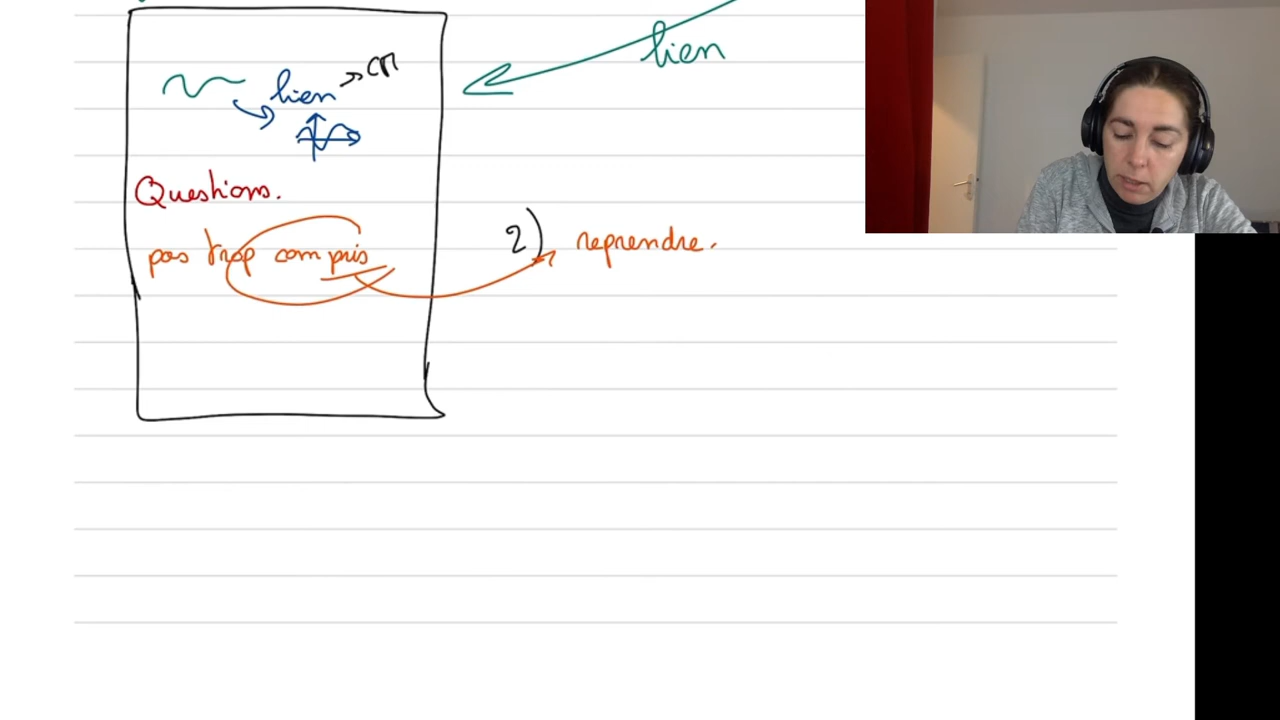 lien
lien
Questions.
pas trop compris
2) reprendre.